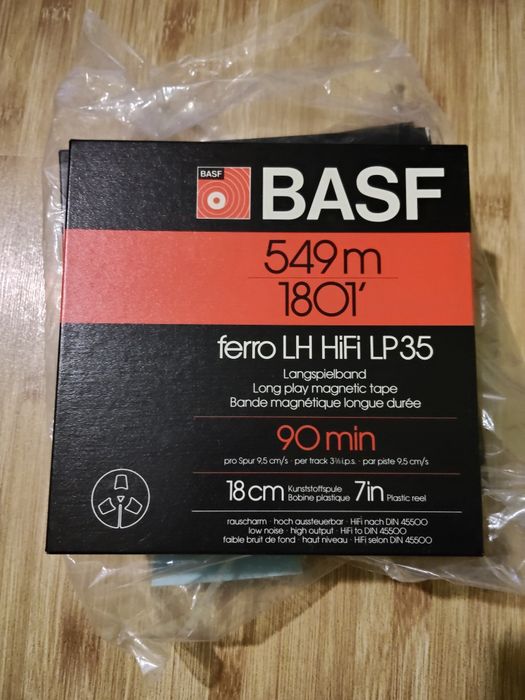 BASF
BASF
549 m
1801'
ferro LH HiFi LP35
Langspielband
Long play magnetic tape
Bande magnétique longue durée
90 min
pro Spur 9,5 cm/s · per track 3¾ i.p.s. · par piste 9,5 cm/s
18 cm Kunststoffspule Bobine plastique 7 in Plastic reel
rauscharm · hoch aussteuerbar · HiFi nach DIN 45500
low noise · high output · HiFi to DIN 45500
faible bruit de fond · haut niveau · HiFi selon DIN 45500